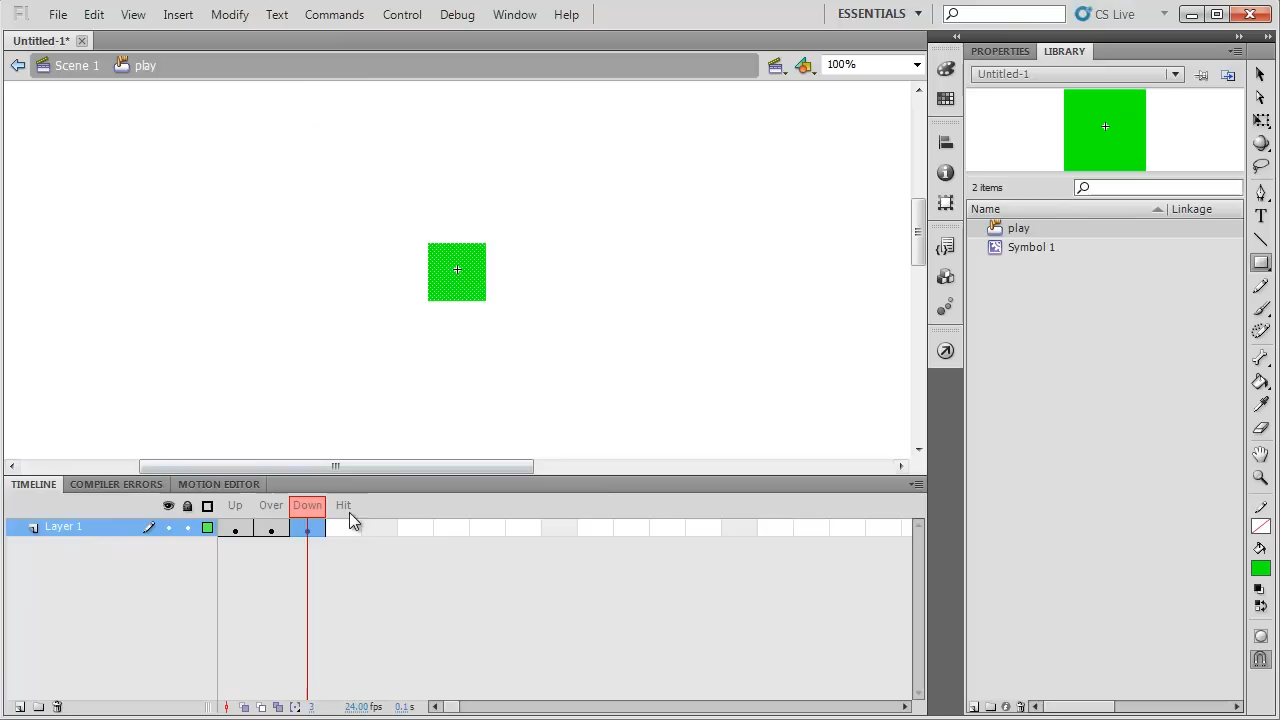 Fl File Edit View Insert Modify Text Commands Control Debug Window Help ESSENTIALS CS Live
Untitled-1*
Scene 1 play 100%
PROPERTIES LIBRARY
Untitled-1
2 items
Name Linkage
play
Symbol 1
TIMELINE COMPILER ERRORS MOTION EDITOR
Up Over Down Hit
Layer 1
3 24.00 fps 0.1 s